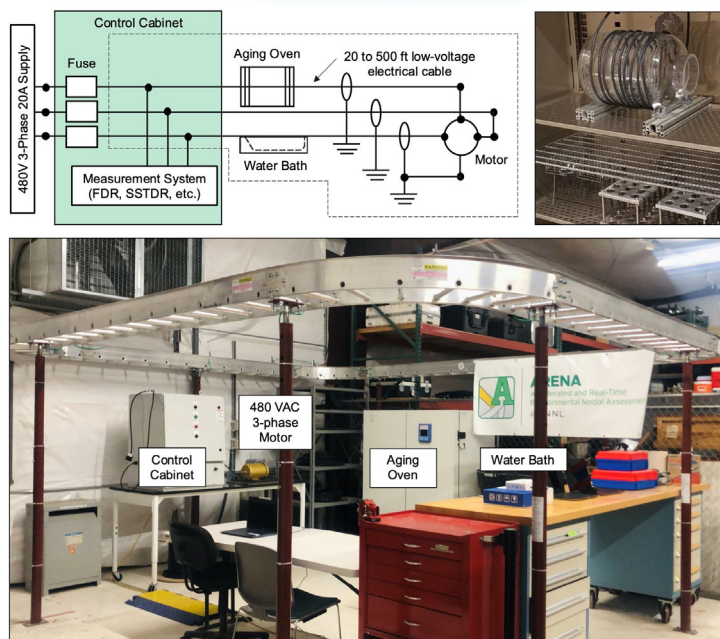 Control Cabinet
480V 3-Phase 20A Supply
Fuse
Aging Oven
20 to 500 ft low-voltage
electrical cable
Water Bath
Motor
Measurement System
(FDR, SSTDR, etc.)
480 VAC
3-phase
Motor
Control
Cabinet
Aging
Oven
Water Bath
WARNING
ARENA
Accelerated and Real-Time
Environmental Nodal Assessment
A